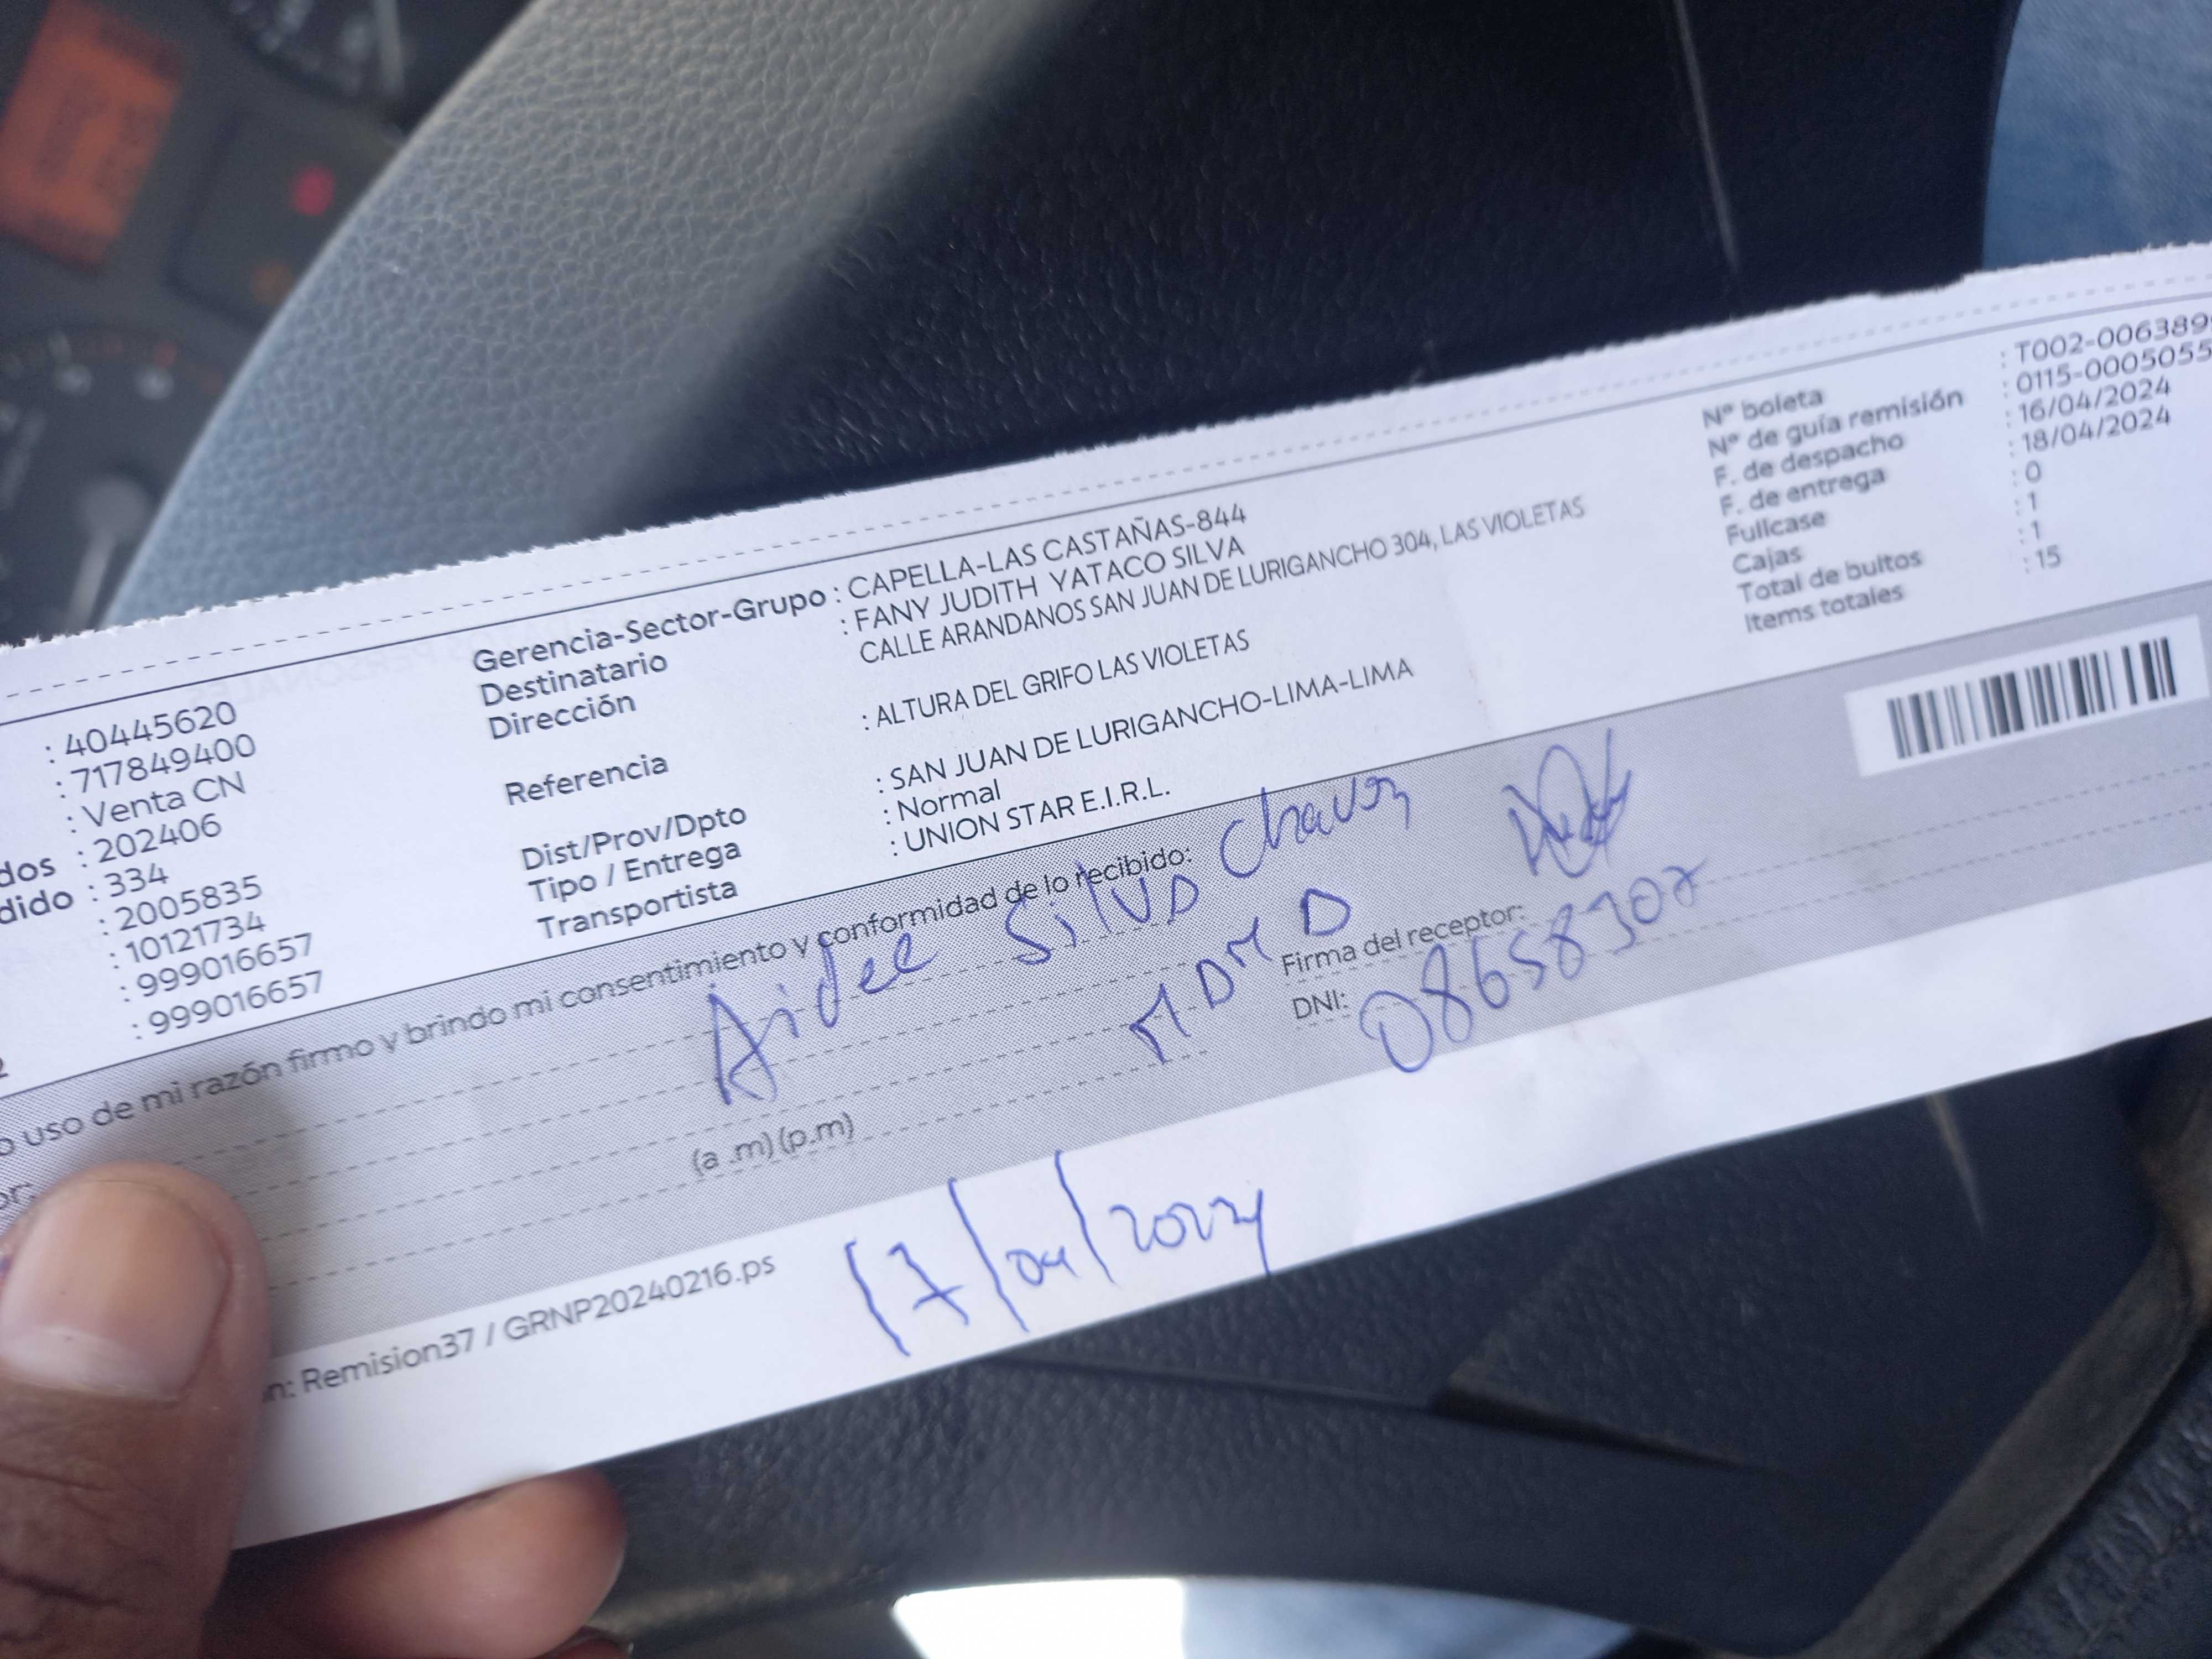 : 40445620
: 717849400
: Venta CN
dos : 202406
dido : 334
: 2005835
: 10121734
: 999016657
: 999016657
Gerencia-Sector-Grupo : CAPELLA-LAS CASTAÑAS-844
Destinatario : FANY JUDITH YATACO SILVA
Dirección CALLE ARANDANOS SAN JUAN DE LURIGANCHO 304, LAS VIOLETAS
Referencia : ALTURA DEL GRIFO LAS VIOLETAS
Dist/Prov/Dpto : SAN JUAN DE LURIGANCHO-LIMA-LIMA
Tipo / Entrega : Normal
Transportista : UNION STAR E.I.R.L.
Nº boleta : T002-0063899
Nº de guía remisión : 0115-0005055
F. de despacho : 16/04/2024
F. de entrega : 18/04/2024
Fullcase : 0
Cajas : 1
Total de bultos : 1
Items totales : 15
o uso de mi razón firmo y brindo mi consentimiento y conformidad de lo recibido:
Aidee Silva Chavez
Firma del receptor:
DNI:
(a .m) (p.m)
n: Remision37 / GRNP20240216.ps
17/04/2024